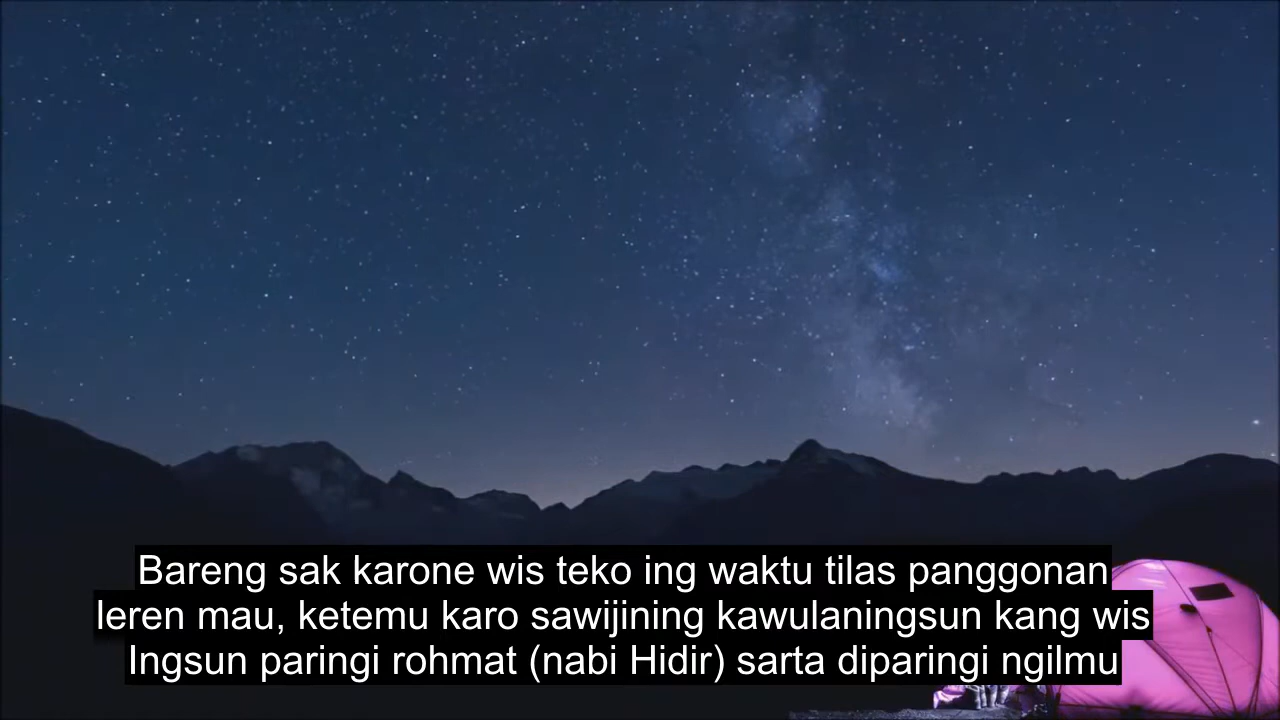 Bareng sak karone wis teko ing waktu tilas panggonan
leren mau, ketemu karo sawijining kawulaningsun kang wis
Ingsun paringi rohmat (nabi Hidir) sarta diparingi ngilmu